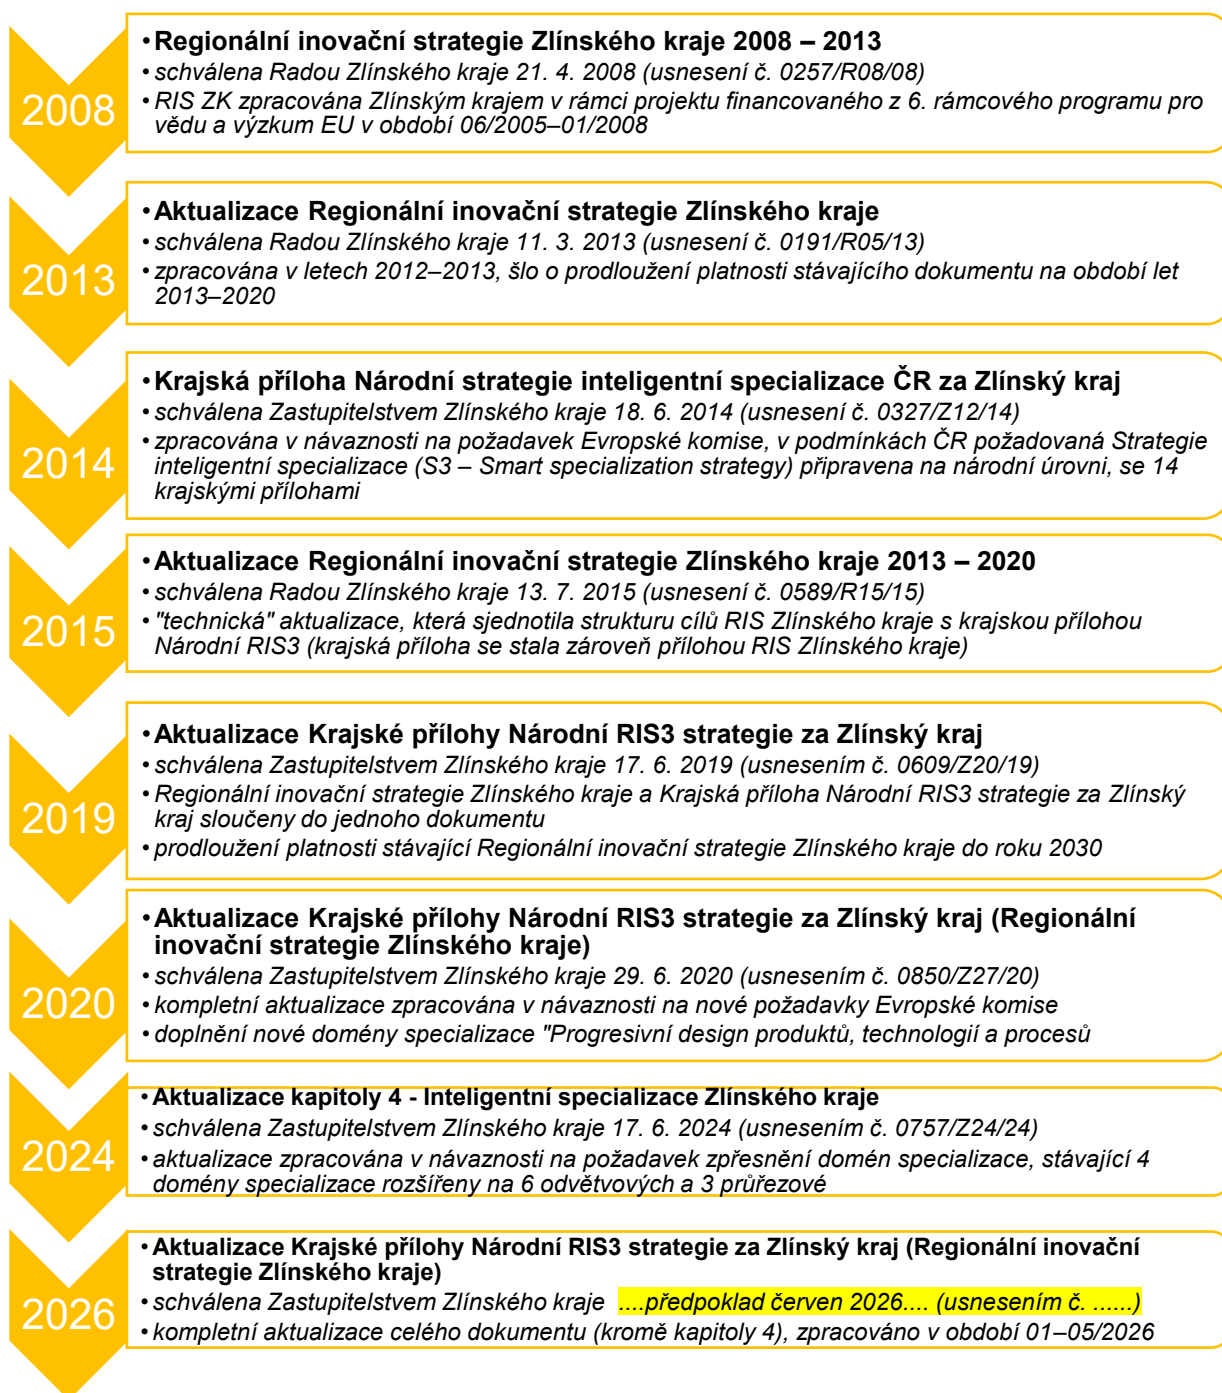 2008
•Regionální inovační strategie Zlínského kraje 2008 – 2013
•schválena Radou Zlínského kraje 21. 4. 2008 (usnesení č. 0257/R08/08)
•RIS ZK zpracována Zlínským krajem v rámci projektu financovaného z 6. rámcového programu pro
vědu a výzkum EU v období 06/2005–01/2008
2013
•Aktualizace Regionální inovační strategie Zlínského kraje
•schválena Radou Zlínského kraje 11. 3. 2013 (usnesení č. 0191/R05/13)
•zpracována v letech 2012–2013, šlo o prodloužení platnosti stávajícího dokumentu na období let
2013–2020
2014
•Krajská příloha Národní strategie inteligentní specializace ČR za Zlínský kraj
•schválena Zastupitelstvem Zlínského kraje 18. 6. 2014 (usnesení č. 0327/Z12/14)
•zpracována v návaznosti na požadavek Evropské komise, v podmínkách ČR požadovaná Strategie
inteligentní specializace (S3 – Smart specialization strategy) připravena na národní úrovni, se 14
krajskými přílohami
2015
•Aktualizace Regionální inovační strategie Zlínského kraje 2013 – 2020
•schválena Radou Zlínského kraje 13. 7. 2015 (usnesení č. 0589/R15/15)
•"technická" aktualizace, která sjednotila strukturu cílů RIS Zlínského kraje s krajskou přílohou
Národní RIS3 (krajská příloha se stala zároveň přílohou RIS Zlínského kraje)
2019
•Aktualizace Krajské přílohy Národní RIS3 strategie za Zlínský kraj
•schválena Zastupitelstvem Zlínského kraje 17. 6. 2019 (usnesením č. 0609/Z20/19)
•Regionální inovační strategie Zlínského kraje a Krajská příloha Národní RIS3 strategie za Zlínský
kraj sloučeny do jednoho dokumentu
•prodloužení platnosti stávající Regionální inovační strategie Zlínského kraje do roku 2030
2020
•Aktualizace Krajské přílohy Národní RIS3 strategie za Zlínský kraj (Regionální
inovační strategie Zlínského kraje)
•schválena Zastupitelstvem Zlínského kraje 29. 6. 2020 (usnesením č. 0850/Z27/20)
•kompletní aktualizace zpracována v návaznosti na nové požadavky Evropské komise
•doplnění nové domény specializace "Progresivní design produktů, technologií a procesů
2024
•Aktualizace kapitoly 4 - Inteligentní specializace Zlínského kraje
•schválena Zastupitelstvem Zlínského kraje 17. 6. 2024 (usnesením č. 0757/Z24/24)
•aktualizace zpracována v návaznosti na požadavek zpřesnění domén specializace, stávající 4
domény specializace rozšířeny na 6 odvětvových a 3 průřezové
2026
•Aktualizace Krajské přílohy Národní RIS3 strategie za Zlínský kraj (Regionální inovační
strategie Zlínského kraje)
•schválena Zastupitelstvem Zlínského kraje ....předpoklad červen 2026.... (usnesením č. ......)
•kompletní aktualizace celého dokumentu (kromě kapitoly 4), zpracováno v období 01–05/2026